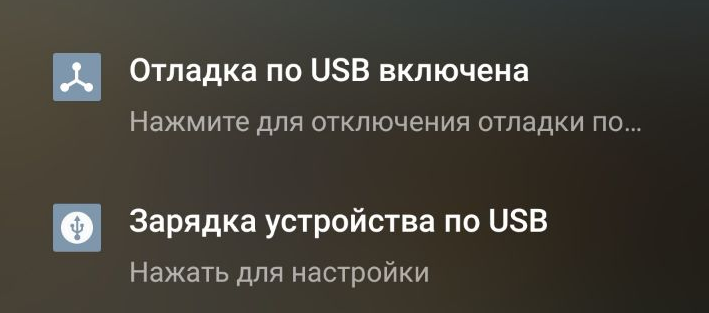 Отладка по USB включена
Нажмите для отключения отладки по...
Зарядка устройства по USB
Нажать для настройки